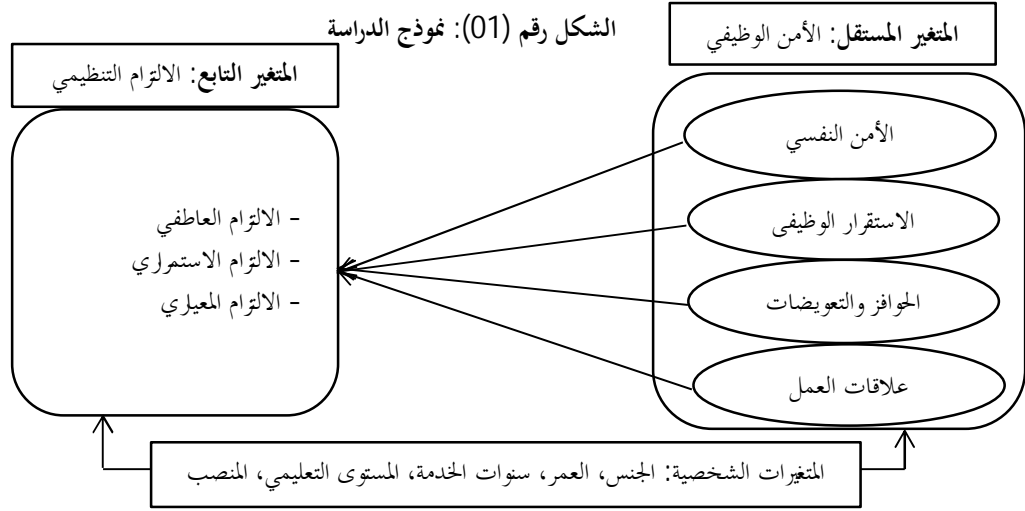 الشكل رقم (01): نموذج الدراسة
المتغير المستقل: الأمن الوظيفي
الأمن النفسي
الاستقرار الوظيفى
الحوافز والتعويضات
علاقات العمل
المتغير التابع: الالتزام التنظيمي
- الالتزام العاطفي
- الالتزام الاستمراري
- الالتزام المعياري
المتغيرات الشخصية: الجنس، العمر، سنوات الخدمة، المستوى التعليمي، المنصب